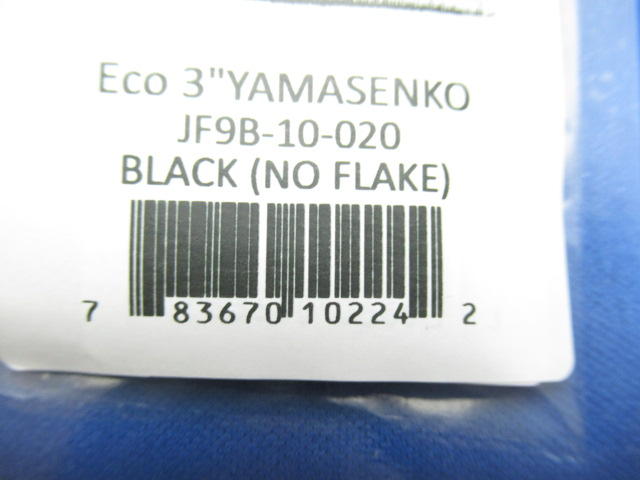 Eco 3"YAMASENKO
JF9B-10-020
BLACK (NO FLAKE)
7 83670 10224 2